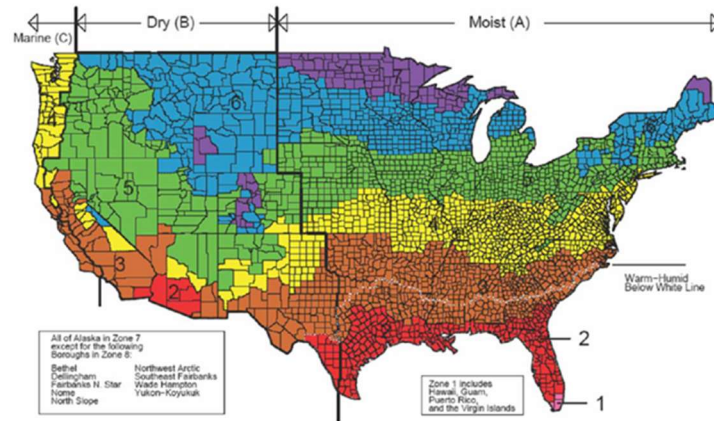 Marine (C)
Dry (B)
Moist (A)
7
6
4
5
5
4
3
3
2
Warm-Humid
Below White Line
2
1
All of Alaska in Zone 7
except for the following
Boroughs in Zone 8:
Bethel Northwest Arctic
Dellingham Southeast Fairbanks
Fairbanks N. Star Wade Hampton
Nome Yukon-Koyukuk
North Slope
Zone 1 includes
Hawaii, Guam,
Puerto Rico,
and the Virgin Islands